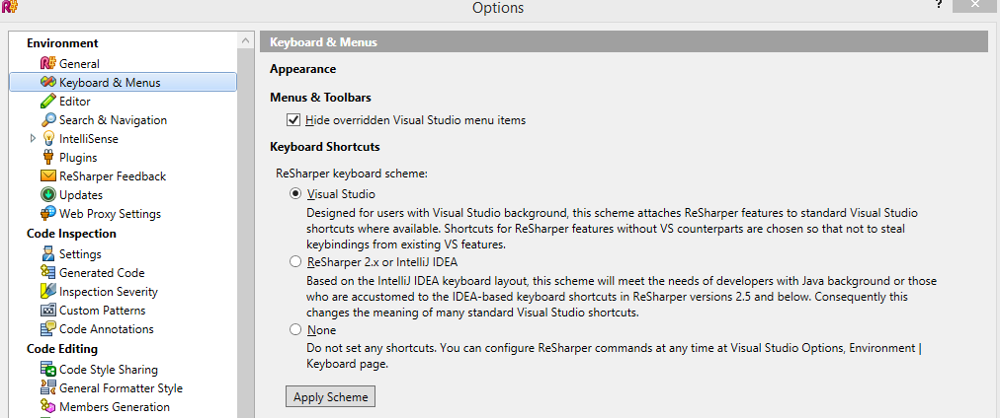 R#
Options
?
Environment
R# General
Keyboard & Menus
Editor
Search & Navigation
IntelliSense
Plugins
ReSharper Feedback
Updates
Web Proxy Settings
Code Inspection
Settings
Generated Code
Inspection Severity
Custom Patterns
Code Annotations
Code Editing
Code Style Sharing
General Formatter Style
Members Generation
Keyboard & Menus
Appearance
Menus & Toolbars
Hide overridden Visual Studio menu items
Keyboard Shortcuts
ReSharper keyboard scheme:
Visual Studio
Designed for users with Visual Studio background, this scheme attaches ReSharper features to standard Visual Studio
shortcuts where available. Shortcuts for ReSharper features without VS counterparts are chosen so that not to steal
keybindings from existing VS features.
ReSharper 2.x or IntelliJ IDEA
Based on the IntelliJ IDEA keyboard layout, this scheme will meet the needs of developers with Java background or those
who are accustomed to the IDEA-based keyboard shortcuts in ReSharper versions 2.5 and below. Consequently this
changes the meaning of many standard Visual Studio shortcuts.
None
Do not set any shortcuts. You can configure ReSharper commands at any time at Visual Studio Options, Environment |
Keyboard page.
Apply Scheme